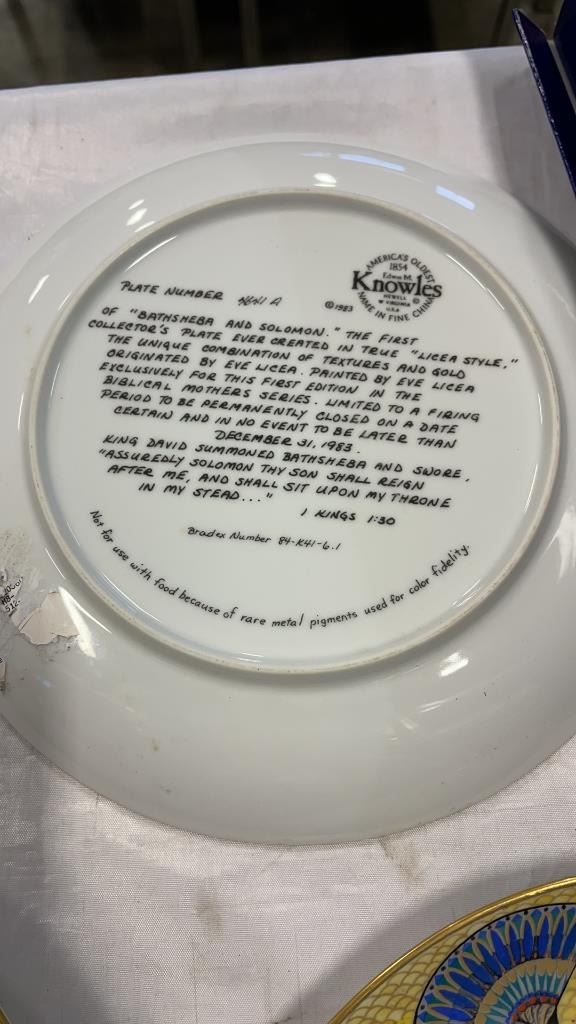 PLATE NUMBER
AMERICA'S OLDEST
1854
Edwin M.
Knowles
NEWELL
W VIRGINIA
U.S.A
NAME IN FINE CHINA
©1983
OF "BATHSHEBA AND SOLOMON." THE FIRST
COLLECTOR'S PLATE EVER CREATED IN TRUE "LICEA STYLE,"
THE UNIQUE COMBINATION OF TEXTURES AND GOLD
ORIGINATED BY EVE LICEA. PAINTED BY EVE LICEA
EXCLUSIVELY FOR THIS FIRST EDITION IN THE
BIBLICAL MOTHERS SERIES. LIMITED TO A FIRING
PERIOD TO BE PERMANENTLY CLOSED ON A DATE
CERTAIN AND IN NO EVENT TO BE LATER THAN
DECEMBER 31, 1983.
KING DAVID SUMMONED BATHSHEBA AND SWORE,
"ASSUREDLY SOLOMON THY SON SHALL REIGN
AFTER ME, AND SHALL SIT UPON MY THRONE
IN MY STEAD..."
1 KINGS 1:30
Bradex Number 84-K41-6.1
Not for use with food because of rare metal pigments used for color fidelity.